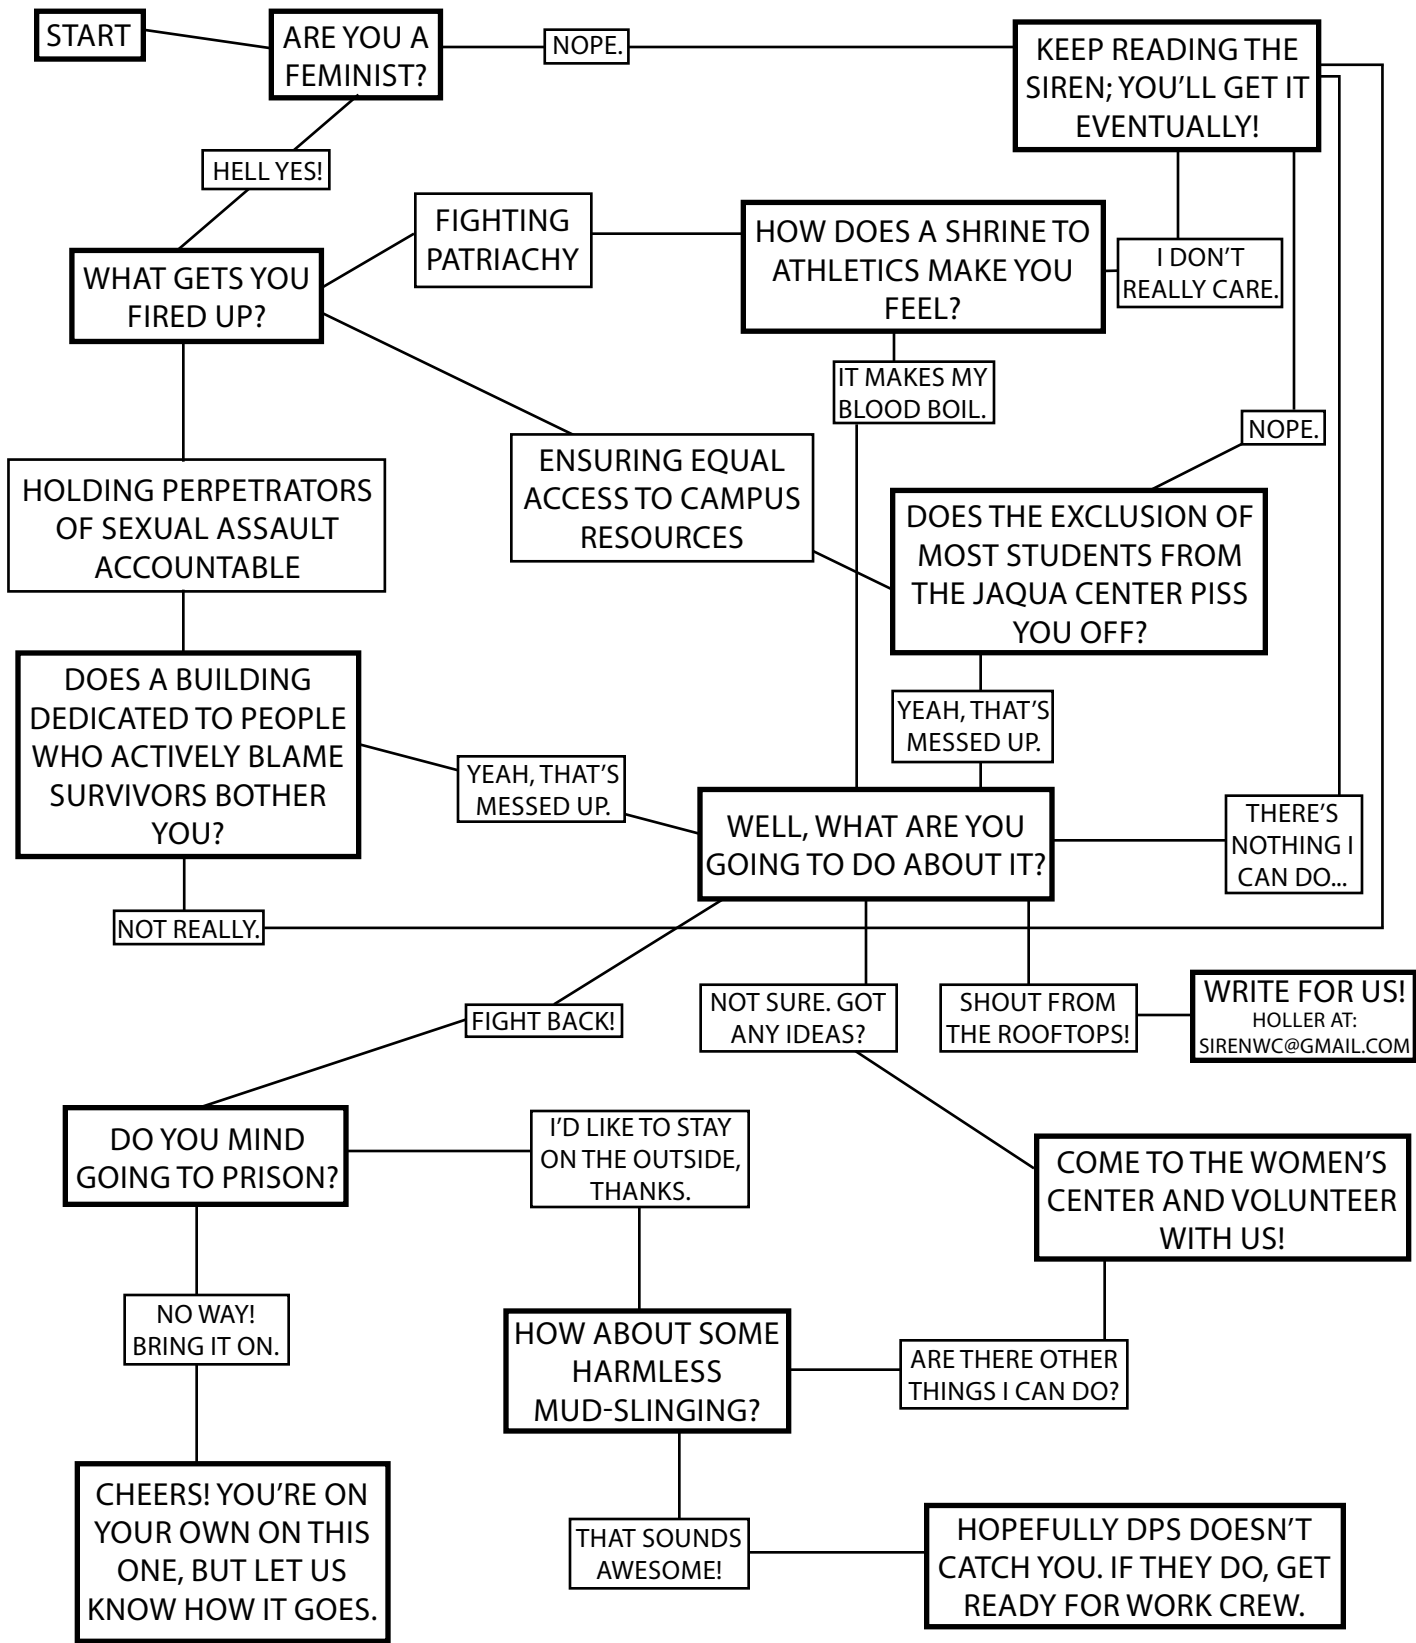 START
ARE YOU A
FEMINIST?
NOPE.
KEEP READING THE
SIREN; YOU'LL GET IT
EVENTUALLY!
HELL YES!
FIGHTING
PATRIACHY
HOW DOES A SHRINE TO
ATHLETICS MAKE YOU
FEEL?
I DON'T
REALLY CARE.
WHAT GETS YOU
FIRED UP?
IT MAKES MY
BLOOD BOIL.
NOPE.
ENSURING EQUAL
ACCESS TO CAMPUS
RESOURCES
HOLDING PERPETRATORS
OF SEXUAL ASSAULT
ACCOUNTABLE
DOES THE EXCLUSION OF
MOST STUDENTS FROM
THE JAQUA CENTER PISS
YOU OFF?
DOES A BUILDING
DEDICATED TO PEOPLE
WHO ACTIVELY BLAME
SURVIVORS BOTHER
YOU?
YEAH, THAT'S
MESSED UP.
YEAH, THAT'S
MESSED UP.
WELL, WHAT ARE YOU
GOING TO DO ABOUT IT?
THERE'S
NOTHING I
CAN DO...
NOT REALLY.
FIGHT BACK!
NOT SURE. GOT
ANY IDEAS?
SHOUT FROM
THE ROOFTOPS!
WRITE FOR US!
HOLLER AT:
SIRENWC@GMAIL.COM
DO YOU MIND
GOING TO PRISON?
I'D LIKE TO STAY
ON THE OUTSIDE,
THANKS.
COME TO THE WOMEN'S
CENTER AND VOLUNTEER
WITH US!
NO WAY!
BRING IT ON.
HOW ABOUT SOME
HARMLESS
MUD-SLINGING?
ARE THERE OTHER
THINGS I CAN DO?
CHEERS! YOU'RE ON
YOUR OWN ON THIS
ONE, BUT LET US
KNOW HOW IT GOES.
THAT SOUNDS
AWESOME!
HOPEFULLY DPS DOESN'T
CATCH YOU. IF THEY DO, GET
READY FOR WORK CREW.